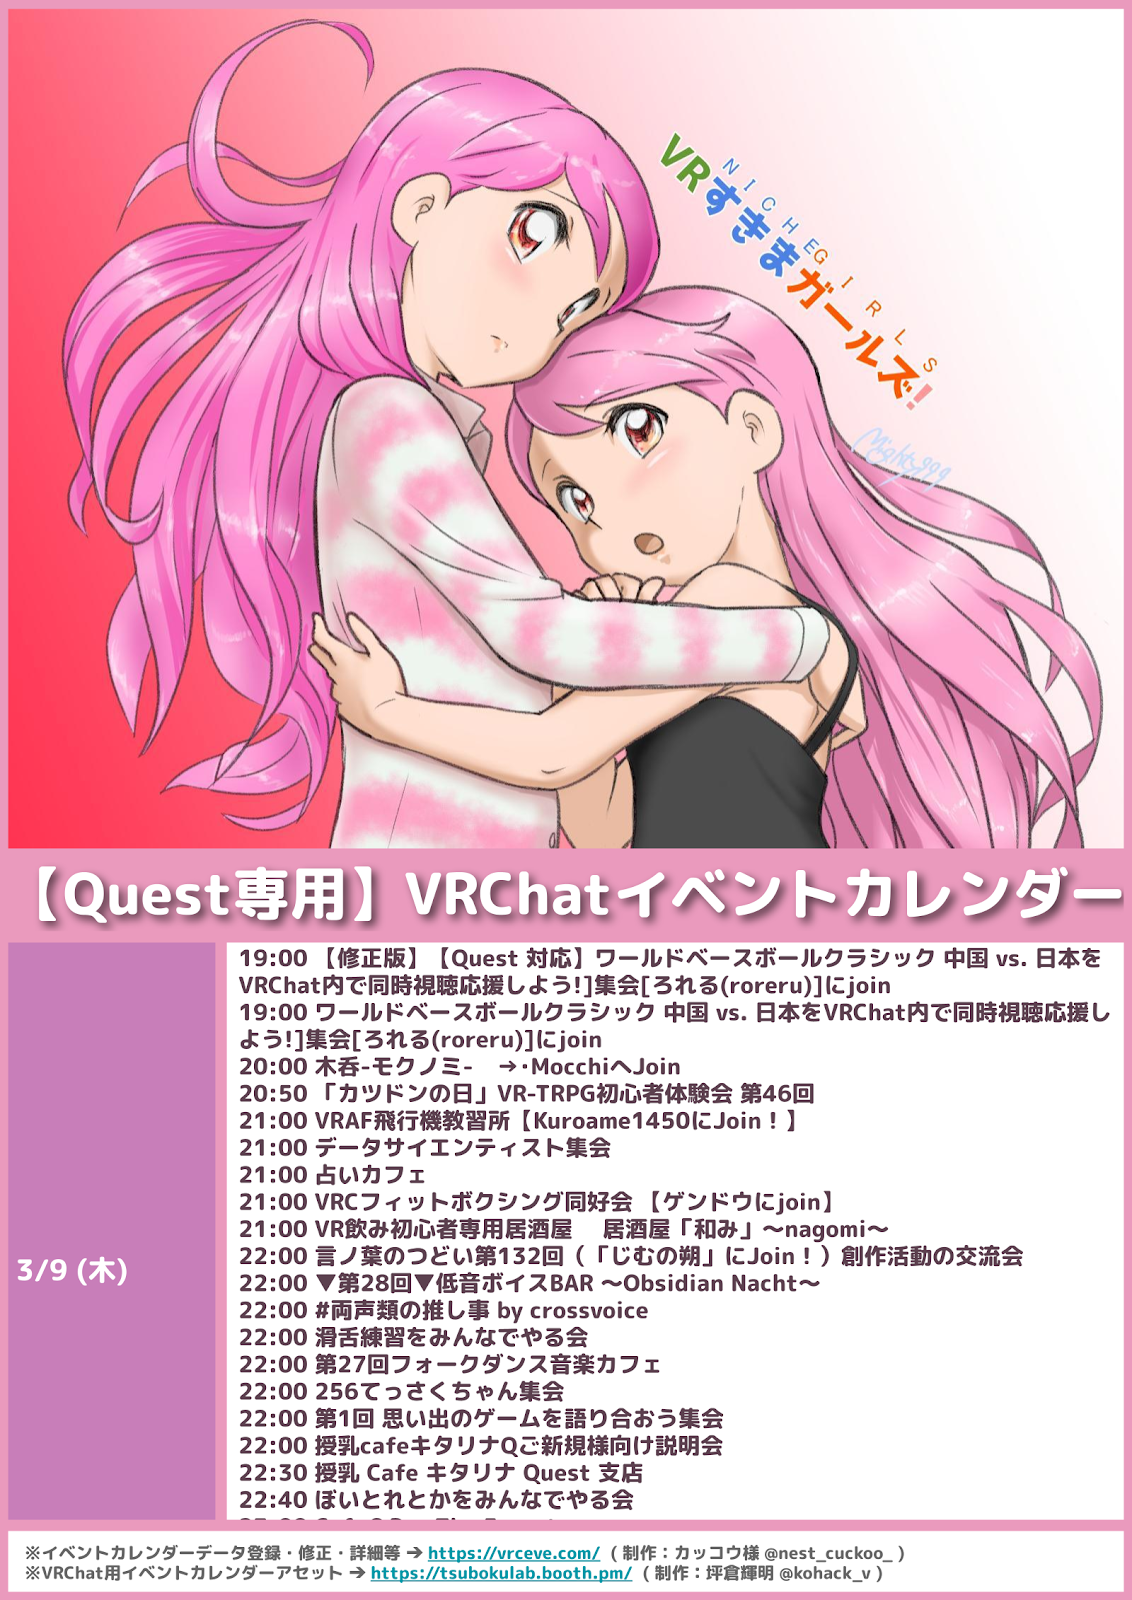 NICHE GIRLS
VRすきまガールズ!
Mighty999
【Quest専用】VRChatイベントカレンダー
3/9 (木)
19:00 【修正版】【Quest 対応】ワールドベースボールクラシック 中国 vs. 日本を
VRChat内で同時視聴応援しよう!]集会[ろれる(roreru)]にjoin
19:00 ワールドベースボールクラシック 中国 vs. 日本をVRChat内で同時視聴応援し
よう!]集会[ろれる(roreru)]にjoin
20:00 木呑-モクノミ-　→･MocchiへJoin
20:50 「カツドンの日」VR-TRPG初心者体験会 第46回
21:00 VRAF飛行機教習所【Kuroame1450にJoin！】
21:00 データサイエンティスト集会
21:00 占いカフェ
21:00 VRCフィットボクシング同好会 【ゲンドウにjoin】
21:00 VR飲み初心者専用居酒屋　 居酒屋「和み」～nagomi～
22:00 言ノ葉のつどい第132回（「じむの朔」にJoin！）創作活動の交流会
22:00 ▼第28回▼低音ボイスBAR ～Obsidian Nacht～
22:00 #両声類の推し事 by crossvoice
22:00 滑舌練習をみんなでやる会
22:00 第27回フォークダンス音楽カフェ
22:00 256てっさくちゃん集会
22:00 第1回 思い出のゲームを語り合おう集会
22:00 授乳cafeキタリナQご新規様向け説明会
22:30 授乳 Cafe キタリナ Quest 支店
22:40 ぼいとれとかをみんなでやる会
※イベントカレンダーデータ登録・修正・詳細等 ➔ https://vrceve.com/ ( 制作：カッコウ様 @nest_cuckoo_ )
※VRChat用イベントカレンダーアセット ➔ https://tsubokulab.booth.pm/ ( 制作：坪倉輝明 @kohack_v )